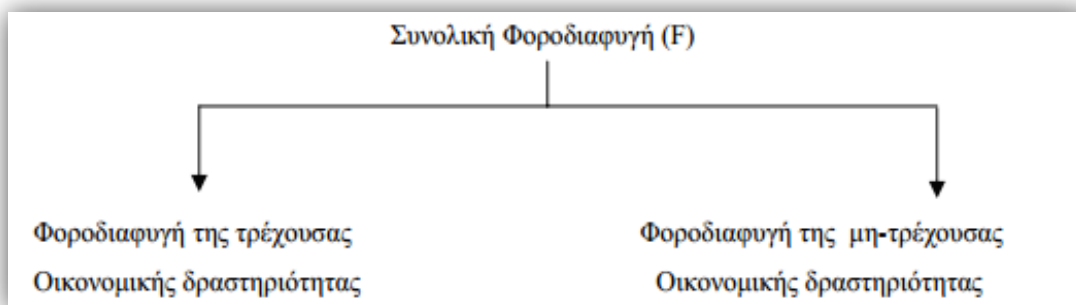 Συνολική Φοροδιαφυγή (F)
Φοροδιαφυγή της τρέχουσας
Οικονομικής δραστηριότητας
Φοροδιαφυγή της μη-τρέχουσας
Οικονομικής δραστηριότητας